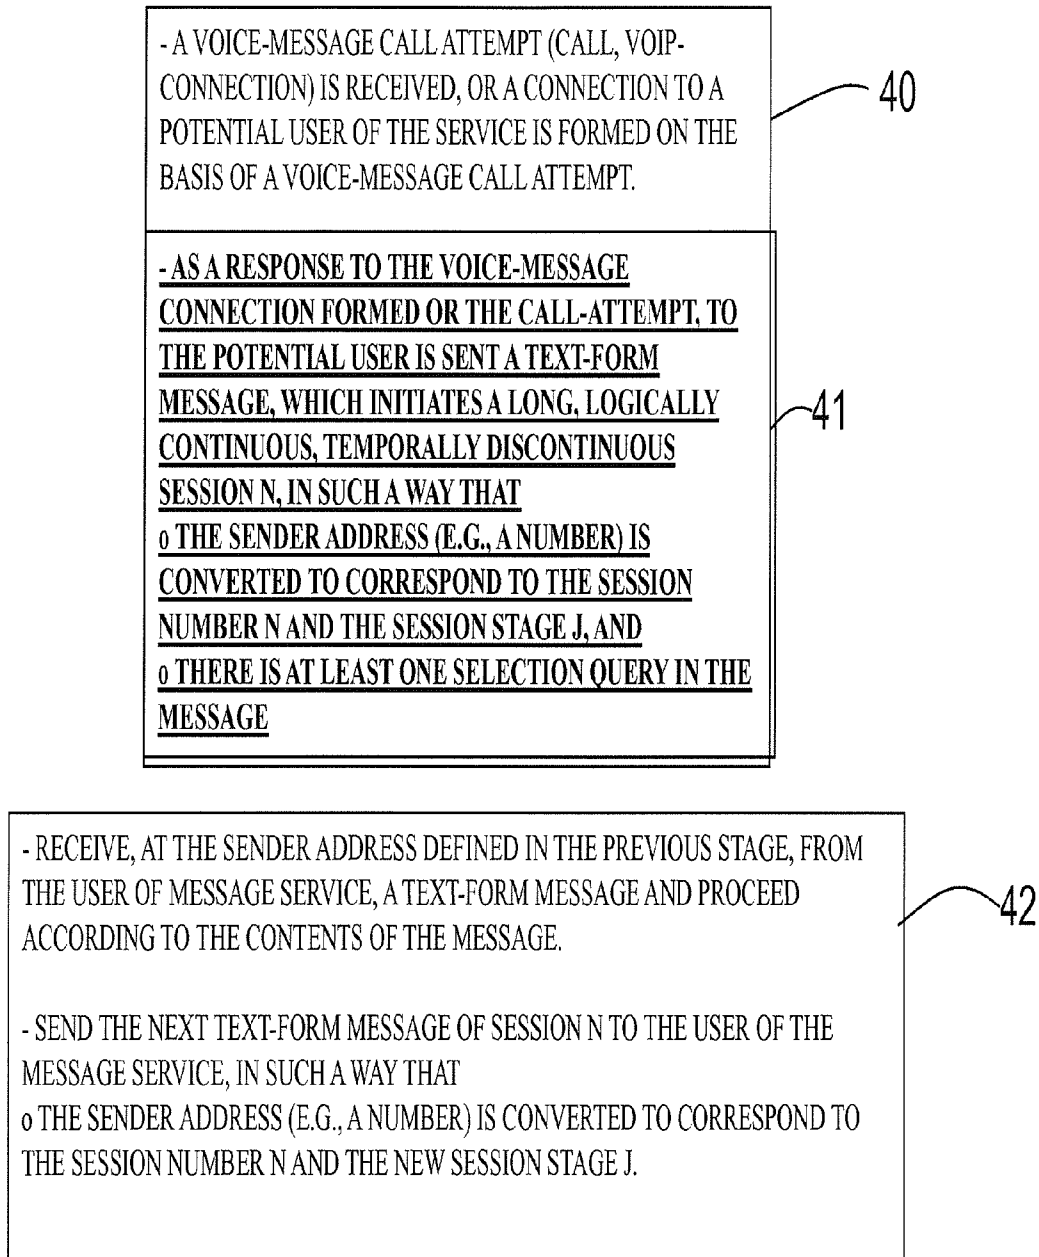 - A VOICE-MESSAGE CALL ATTEMPT (CALL, VOIP-
CONNECTION) IS RECEIVED, OR A CONNECTION TO A
POTENTIAL USER OF THE SERVICE IS FORMED ON THE
BASIS OF A VOICE-MESSAGE CALL ATTEMPT.
40
- AS A RESPONSE TO THE VOICE-MESSAGE
CONNECTION FORMED OR THE CALL-ATTEMPT, TO
THE POTENTIAL USER IS SENT A TEXT-FORM
MESSAGE, WHICH INITIATES A LONG, LOGICALLY
CONTINUOUS, TEMPORALLY DISCONTINUOUS
SESSION N, IN SUCH A WAY THAT
o THE SENDER ADDRESS (E.G., A NUMBER) IS
CONVERTED TO CORRESPOND TO THE SESSION
NUMBER N AND THE SESSION STAGE J, AND
o THERE IS AT LEAST ONE SELECTION QUERY IN THE
MESSAGE
41
- RECEIVE, AT THE SENDER ADDRESS DEFINED IN THE PREVIOUS STAGE, FROM
THE USER OF MESSAGE SERVICE, A TEXT-FORM MESSAGE AND PROCEED
ACCORDING TO THE CONTENTS OF THE MESSAGE.
- SEND THE NEXT TEXT-FORM MESSAGE OF SESSION N TO THE USER OF THE
MESSAGE SERVICE, IN SUCH A WAY THAT
o THE SENDER ADDRESS (E.G., A NUMBER) IS CONVERTED TO CORRESPOND TO
THE SESSION NUMBER N AND THE NEW SESSION STAGE J.
42